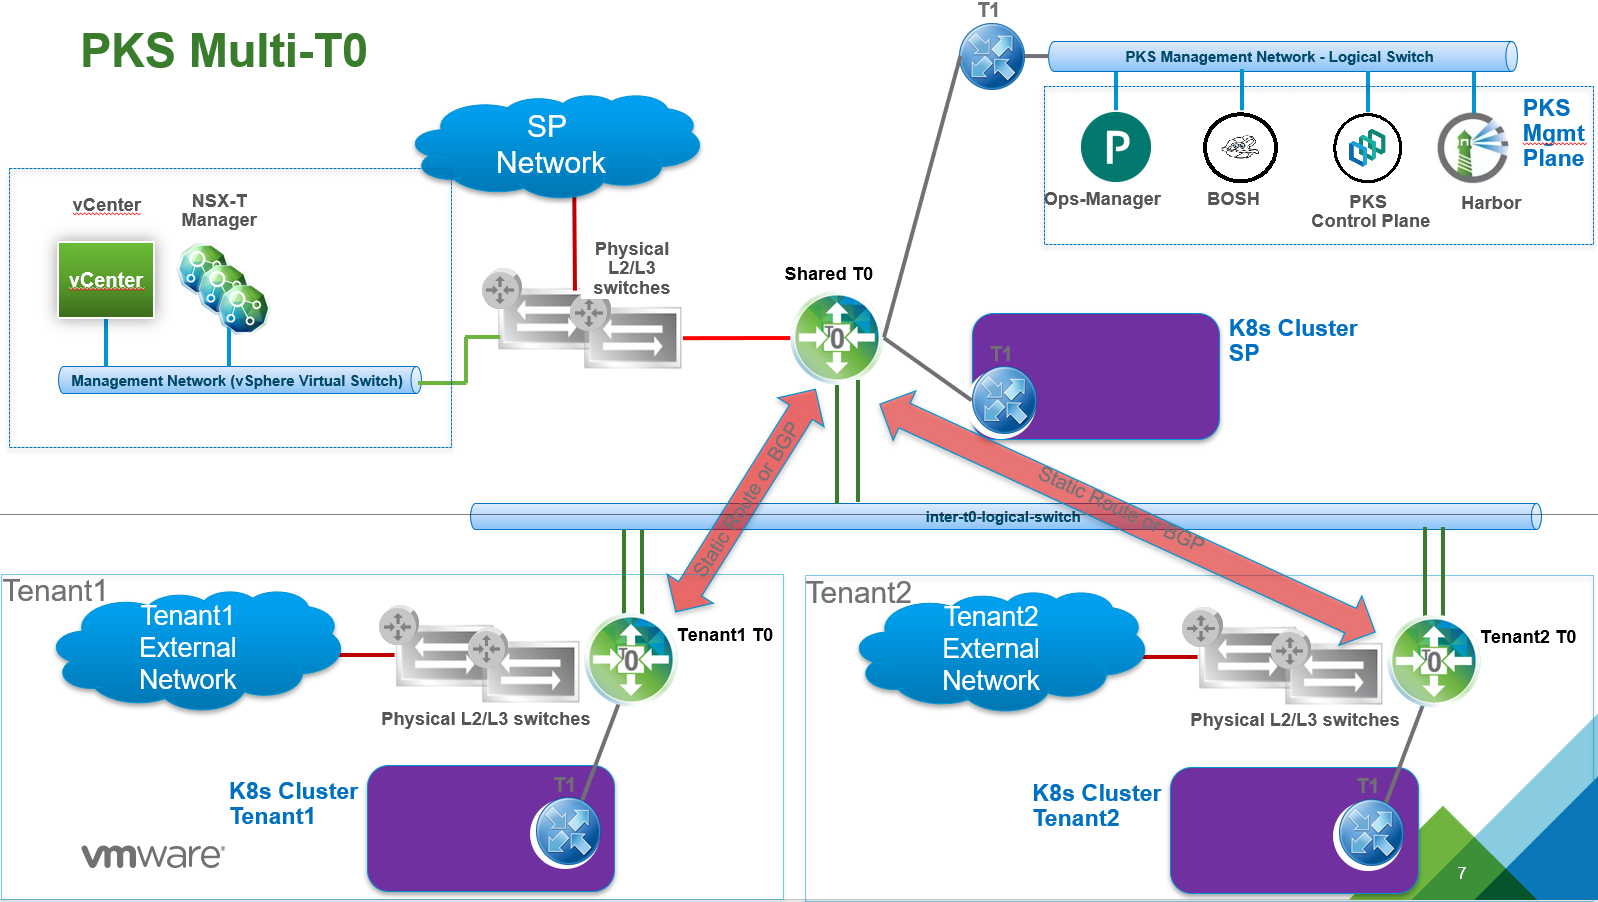 PKS Multi-T0
T1
PKS Management Network - Logical Switch
SP
Network
PKS
Mgmt
Plane
P
Ops-Manager
BOSH
PKS
Control Plane
Harbor
vCenter
NSX-T
Manager
vCenter
Physical
L2/L3
switches
Shared T0
T0
K8s Cluster
SP
T1
Management Network (vSphere Virtual Switch)
Static Route or BGP
Static Route or BGP
inter-t0-logical-switch
Tenant1
Tenant1
External
Network
T0
Tenant1 T0
Physical L2/L3 switches
K8s Cluster
Tenant1
T1
Tenant2
Tenant2
External
Network
T0
Tenant2 T0
Physical L2/L3 switches
K8s Cluster
Tenant2
T1
vmware®
7